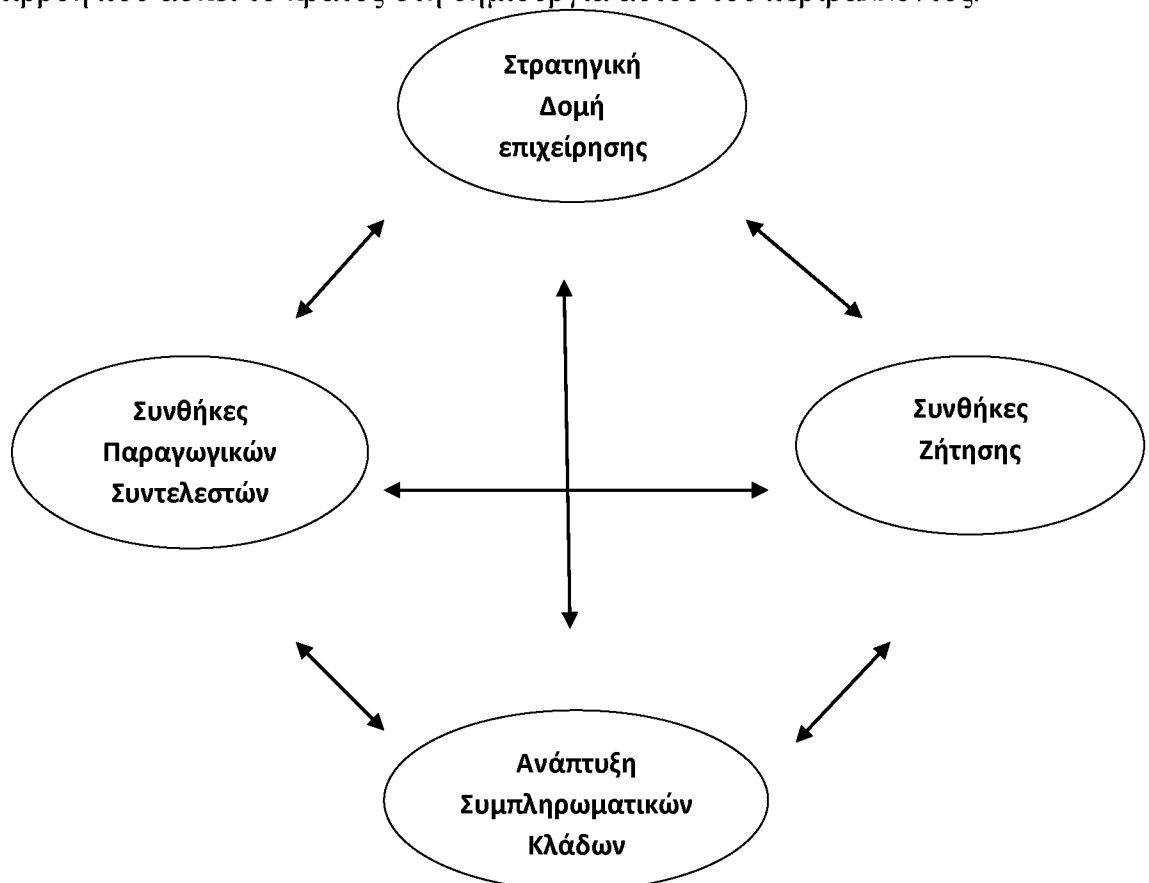 Στρατηγική
Δομή
επιχείρησης
Συνθήκες
Παραγωγικών
Συντελεστών
Συνθήκες
Ζήτησης
Ανάπτυξη
Συμπληρωματικών
Κλάδων